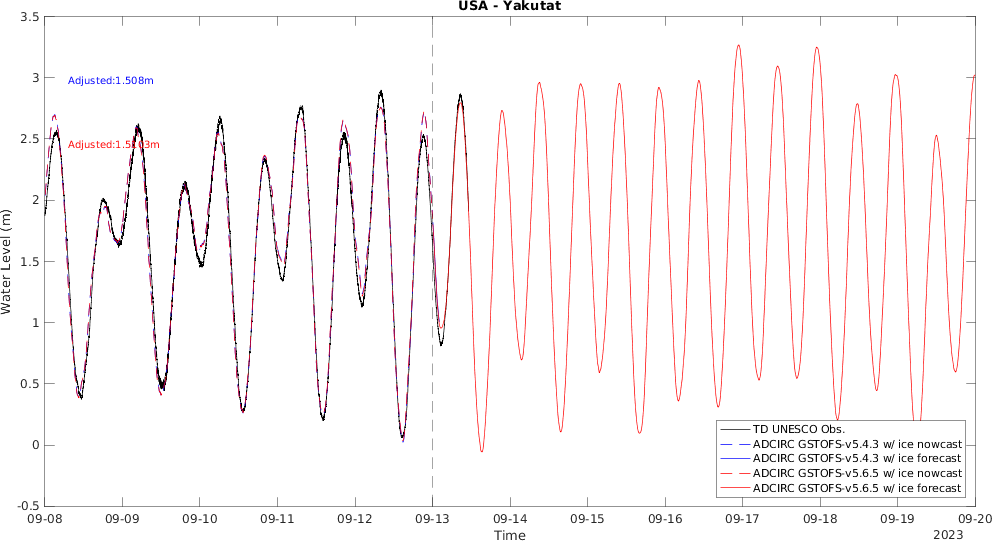 USA - Yakutat
3.5
3
2.5
2
1.5
1
0.5
0
-0.5
Water Level (m)
Adjusted:1.508m
TD UNESCO Obs.
ADCIRC GSTOFS-v5.4.3 w/ ice nowcast
ADCIRC GSTOFS-v5.4.3 w/ ice forecast
ADCIRC GSTOFS-v5.6.5 w/ ice nowcast
ADCIRC GSTOFS-v5.6.5 w/ ice forecast
09-08
09-09
09-10
09-11
09-12
09-13
09-14
09-15
09-16
09-17
09-18
09-19
09-20
Time
2023